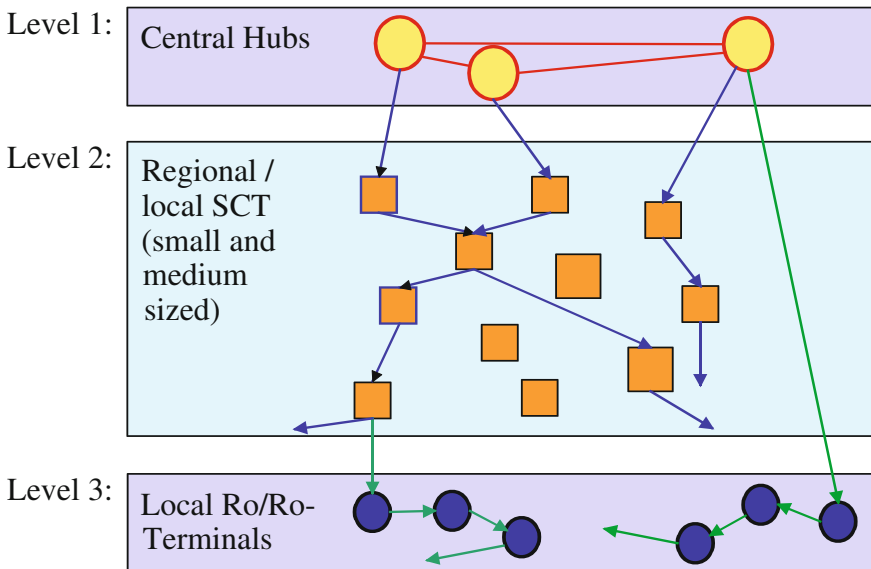 Level 1:
Central Hubs
Level 2:
Regional /
local SCT
(small and
medium
sized)
Level 3:
Local Ro/Ro-
Terminals